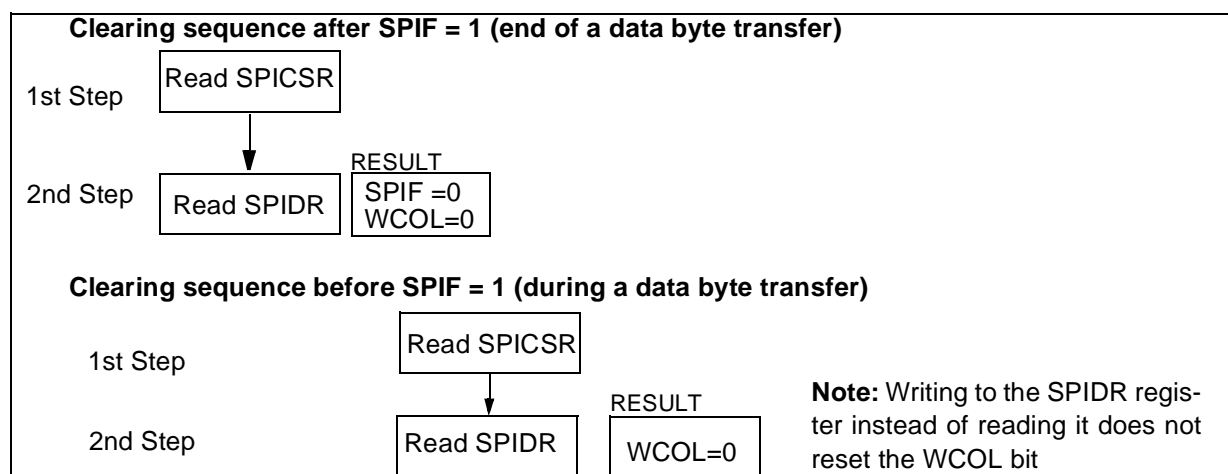 Clearing sequence after SPIF = 1 (end of a data byte transfer)
1st Step
Read SPICSR
2nd Step
Read SPIDR
RESULT
SPIF =0
WCOL=0
Clearing sequence before SPIF = 1 (during a data byte transfer)
1st Step
Read SPICSR
2nd Step
Read SPIDR
RESULT
WCOL=0
Note: Writing to the SPIDR regis-
ter instead of reading it does not
reset the WCOL bit